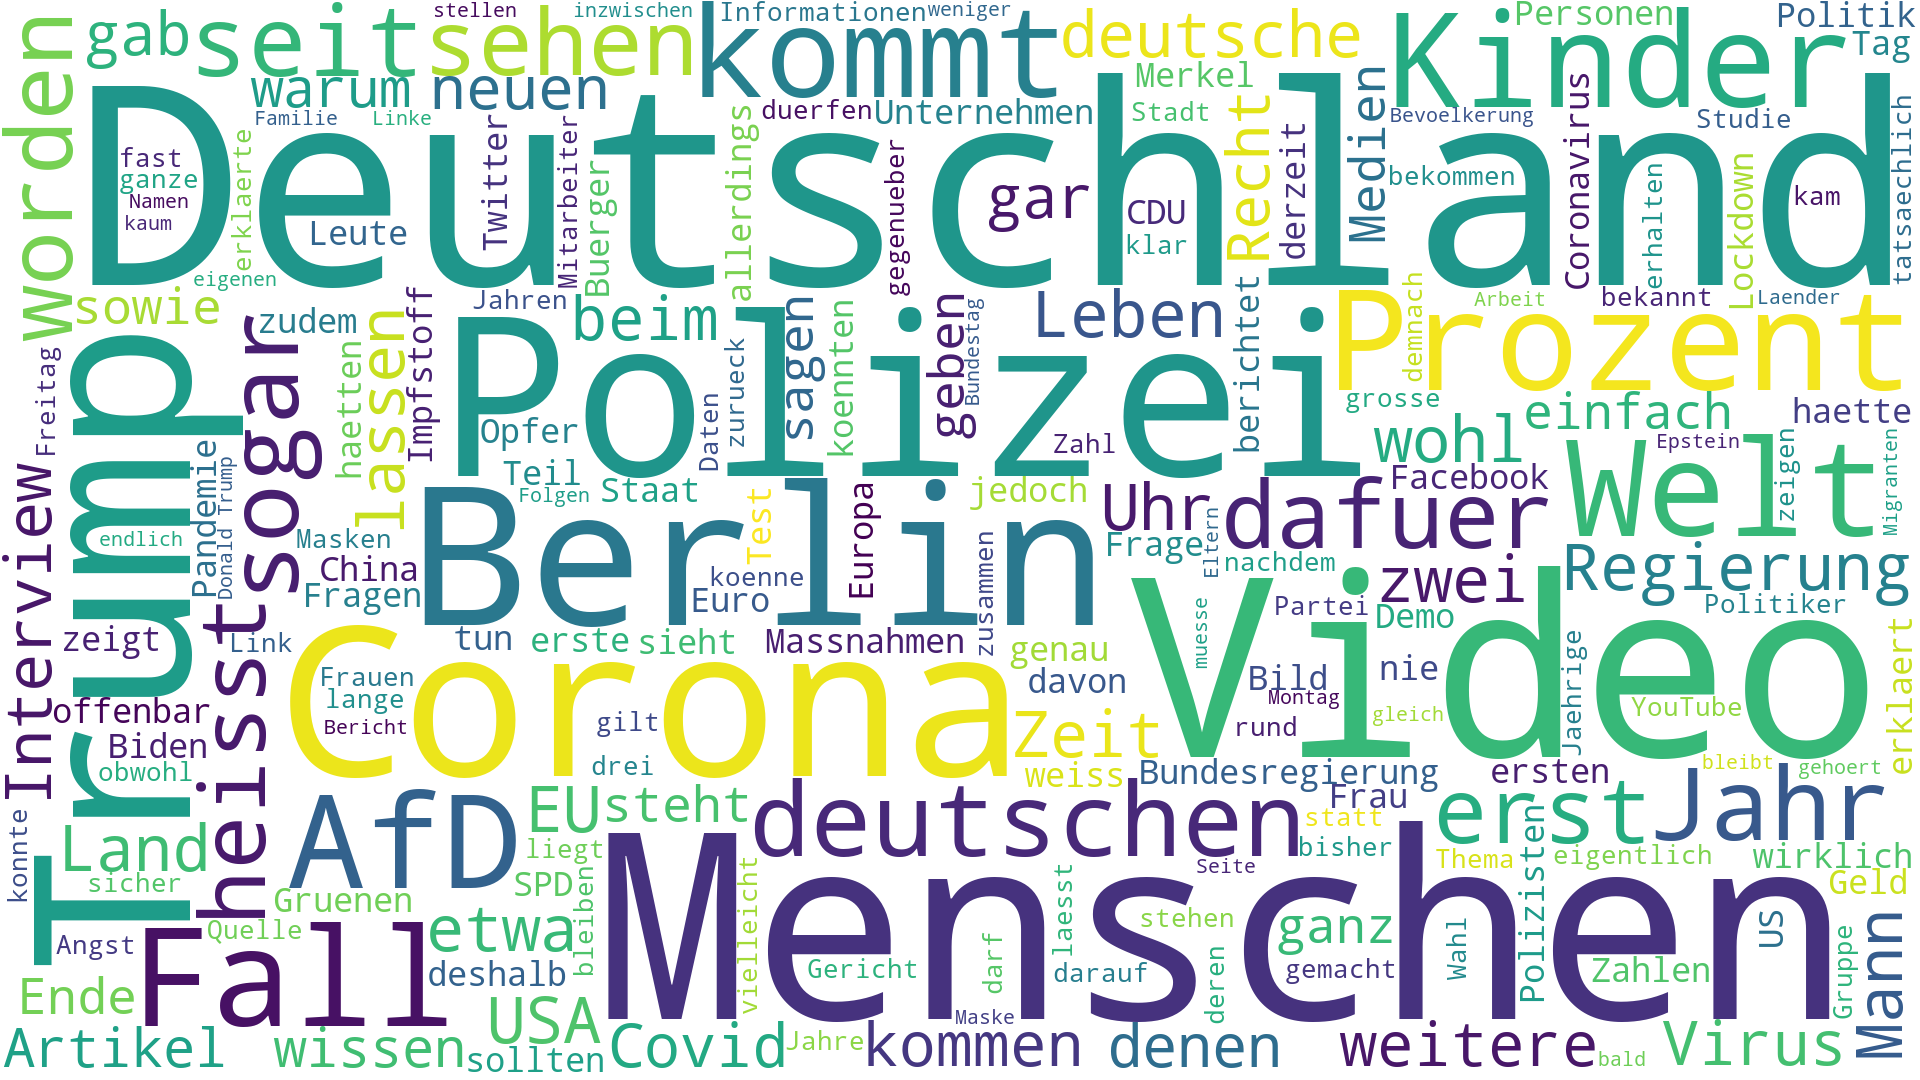 stellen
inzwischen
Informationen
weniger
Personen
Politik
gab
seit
sehen
kommt
deutsche
Kinder
Tag
worden
warum
neuen
Merkel
Medien
Coronavirus
Familie
Linke
duerfen
Unternehmen
Stadt
Bevoelkerung
Studie
tatsaechlich
Deutschland
fast
ganze
Namen
kaum
erklaerte
Leute
Twitter
Mitarbeiter
Buerger
allerdings
gegenueber
gar
CDU
klar
Recht
derzeit
bekommen
erhalten
Lockdown
kam
eigenen
sowie
zudem
Jahren
beim
Leben
bekannt
Arbeit
Laender
Freitag
Trump
sogar
lassen
haetten
Impfstoff
Polizei
sagen
koennten
geben
Bundestag
berichtet
Prozent
demnach
grosse
einfach
haette
Opfer
Daten
zurueck
Zahl
wohl
Welt
Epstein
zeigen
Migranten
Interview
Pandemie
Donald Trump
endlich
Teil
Folgen
Staat
jedoch
Facebook
Masken
China
Fragen
Berlin
Test
koenne
Euro
Europa
Uhr
Frage
Eltern
dafuer
nachdem
zwei
Regierung
Partei
Politiker
Demo
zusammen
zeigt
Link
heisst
tun
erste
sieht
Massnahmen
genau
davon
Video
muesse
Bild
Montag
nie
Jaehrige
YouTube
erklaert
Frauen
lange
Bericht
Corona
gilt
drei
Zeit
rund
gleich
offenbar
Biden
obwohl
weiss
Bundesregierung
ersten
bleibt
gehoert
konnte
Land
sicher
AfD
EU
steht
deutschen
Frau
statt
bisher
erst
Jahr
liegt
SPD
Gruenen
Quelle
bleiben
Menschen
Seite
Thema
eigentlich
wirklich
Geld
Polizisten
Angst
Fall
etwa
deshalb
vielleicht
Gericht
darf
laesst
darauf
stehen
deren
ganz
gemacht
Wahl
Zahlen
US
Gruppe
Mann
Ende
USA
Maske
Artikel
wissen
sollten
Covid
Jahre
kommen
denen
weitere
bald
Virus